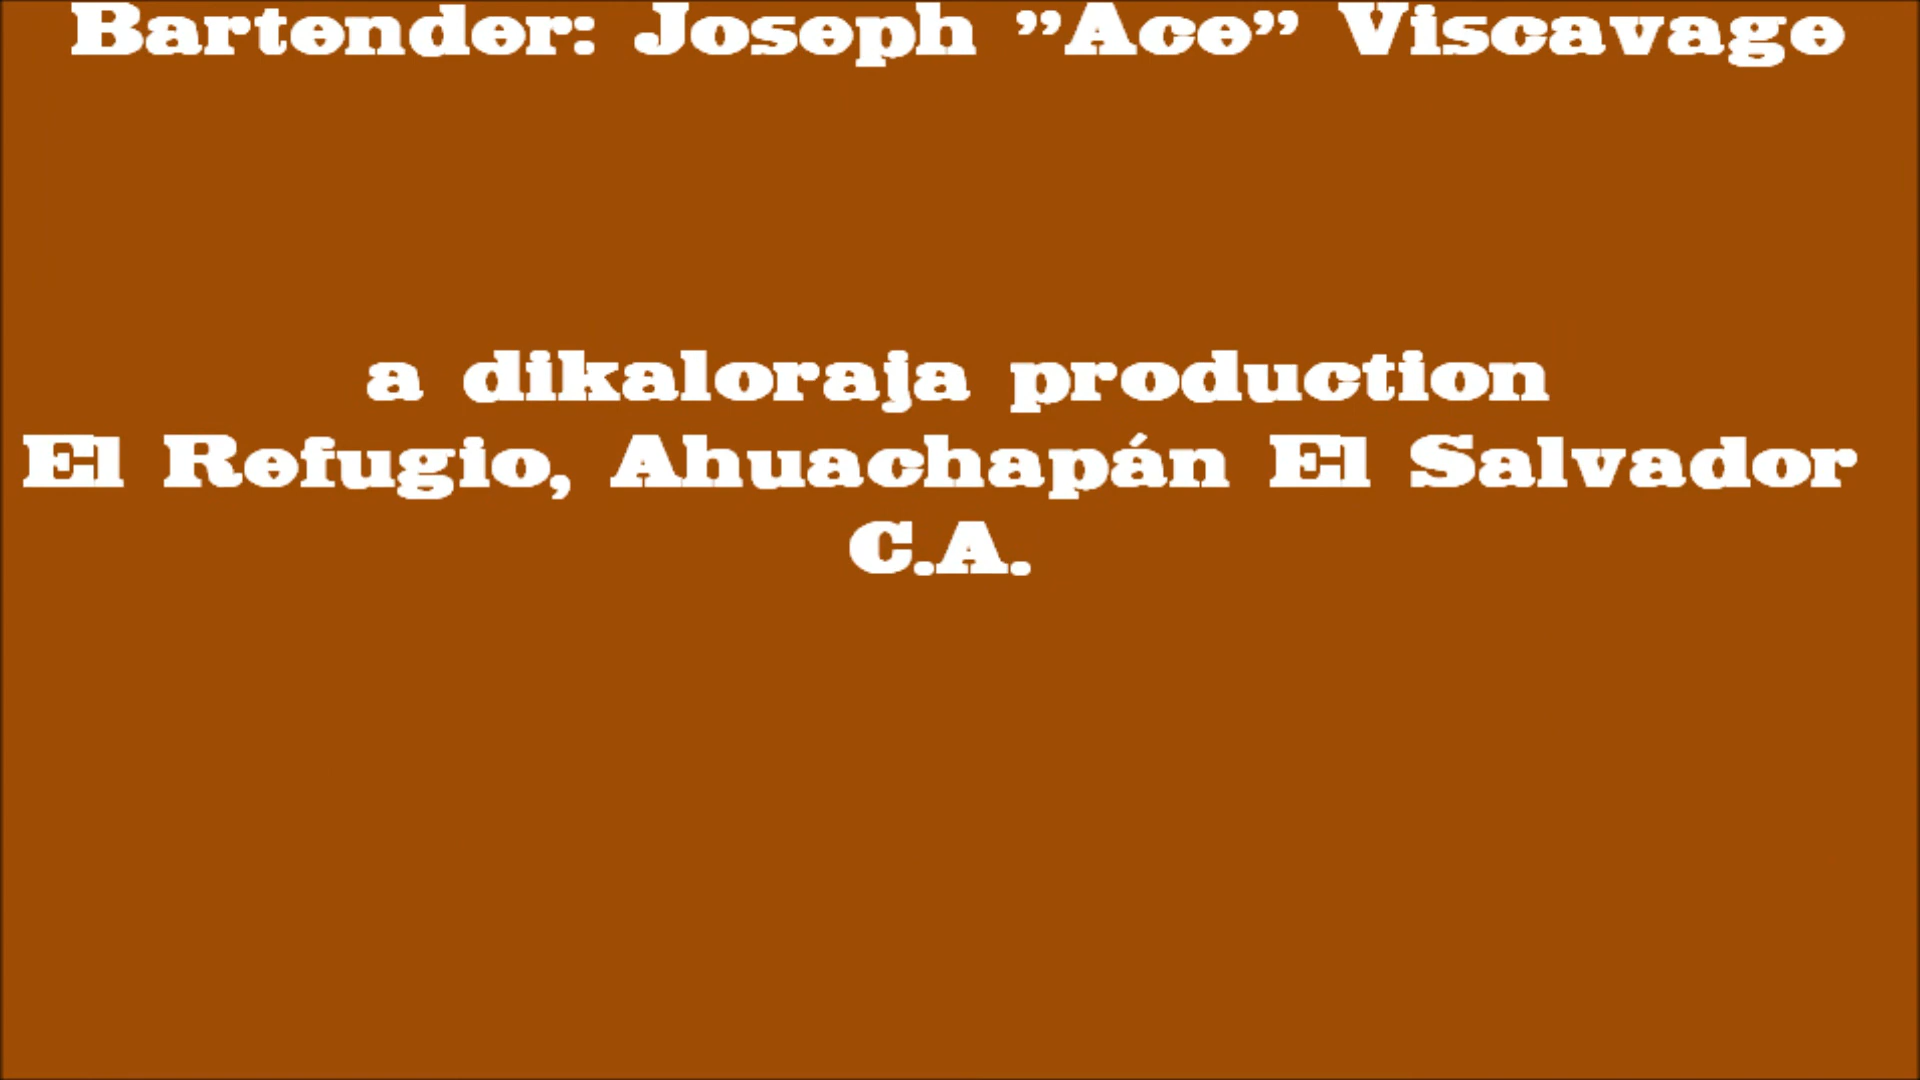 Bartender: Joseph ”Ace” Viscavage
a dikaloraja production
El Refugio, Ahuachapán El Salvador
C.A.